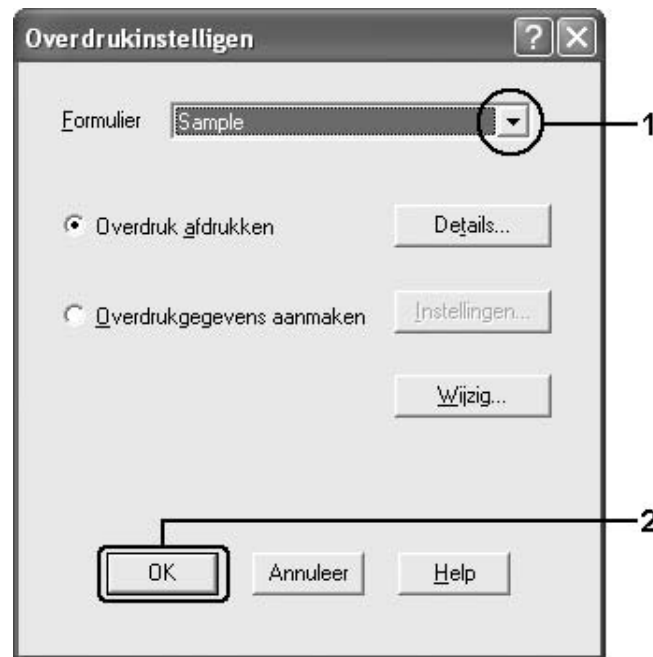 Overdrukinstelligen
Formulier Sample 1
Overdruk afdrukken Details...
Overdrukgegevens aanmaken Instellingen...
Wijzig...
2
OK Annuleer Help